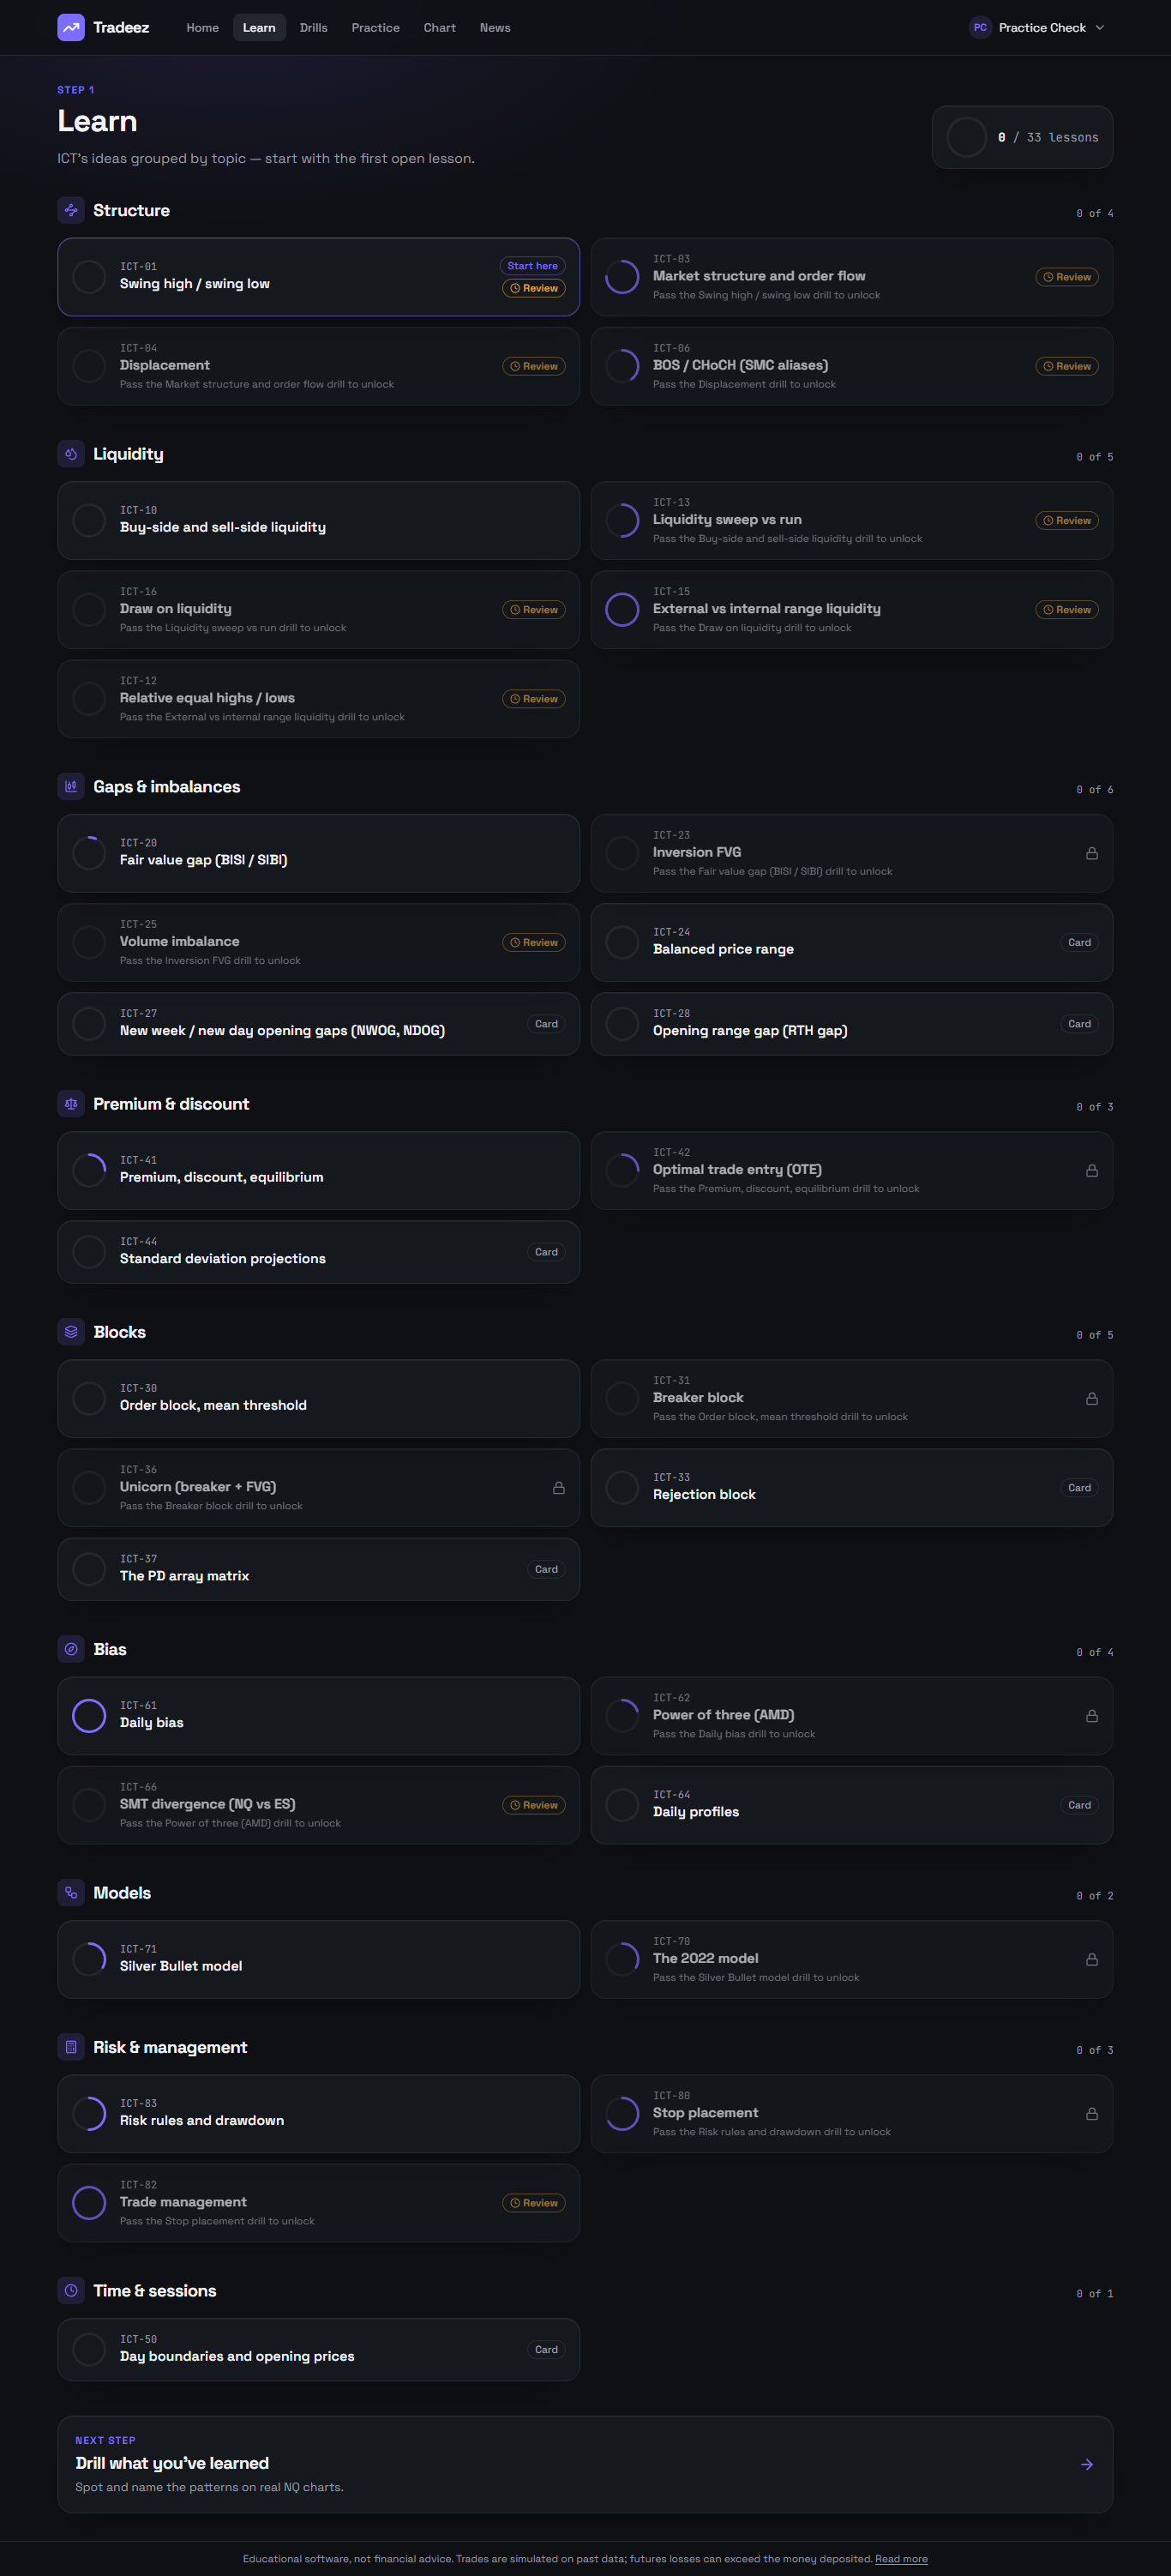 Tradeez
Home
Learn
Drills
Practice
Chart
News
PC
Practice Check
STEP 1
Learn
ICT's ideas grouped by topic — start with the first open lesson.
0 / 33 lessons
Structure
0 of 4
ICT-01
Swing high / swing low
Start here
Review
ICT-03
Market structure and order flow
Pass the Swing high / swing low drill to unlock
Review
ICT-04
Displacement
Pass the Market structure and order flow drill to unlock
Review
ICT-06
BOS / CHoCH (SMC aliases)
Pass the Displacement drill to unlock
Review
Liquidity
0 of 5
ICT-10
Buy-side and sell-side liquidity
ICT-13
Liquidity sweep vs run
Pass the Buy-side and sell-side liquidity drill to unlock
Review
ICT-16
Draw on liquidity
Pass the Liquidity sweep vs run drill to unlock
Review
ICT-15
External vs internal range liquidity
Pass the Draw on liquidity drill to unlock
Review
ICT-12
Relative equal highs / lows
Pass the External vs internal range liquidity drill to unlock
Review
Gaps & imbalances
0 of 6
ICT-20
Fair value gap (BISI / SIBI)
ICT-23
Inversion FVG
Pass the Fair value gap (BISI / SIBI) drill to unlock
ICT-25
Volume imbalance
Pass the Inversion FVG drill to unlock
Review
ICT-24
Balanced price range
Card
ICT-27
New week / new day opening gaps (NWOG, NDOG)
Card
ICT-28
Opening range gap (RTH gap)
Card
Premium & discount
0 of 3
ICT-41
Premium, discount, equilibrium
ICT-42
Optimal trade entry (OTE)
Pass the Premium, discount, equilibrium drill to unlock
ICT-44
Standard deviation projections
Card
Blocks
0 of 5
ICT-30
Order block, mean threshold
ICT-31
Breaker block
Pass the Order block, mean threshold drill to unlock
ICT-36
Unicorn (breaker + FVG)
Pass the Breaker block drill to unlock
ICT-33
Rejection block
Card
ICT-37
The PD array matrix
Card
Bias
0 of 4
ICT-61
Daily bias
ICT-62
Power of three (AMD)
Pass the Daily bias drill to unlock
ICT-66
SMT divergence (NQ vs ES)
Pass the Power of three (AMD) drill to unlock
Review
ICT-64
Daily profiles
Card
Models
0 of 2
ICT-71
Silver Bullet model
ICT-70
The 2022 model
Pass the Silver Bullet model drill to unlock
Risk & management
0 of 3
ICT-83
Risk rules and drawdown
ICT-80
Stop placement
Pass the Risk rules and drawdown drill to unlock
ICT-82
Trade management
Pass the Stop placement drill to unlock
Review
Time & sessions
0 of 1
ICT-50
Day boundaries and opening prices
Card
NEXT STEP
Drill what you've learned
Spot and name the patterns on real NQ charts.
Educational software, not financial advice. Trades are simulated on past data; futures losses can exceed the money deposited. Read more